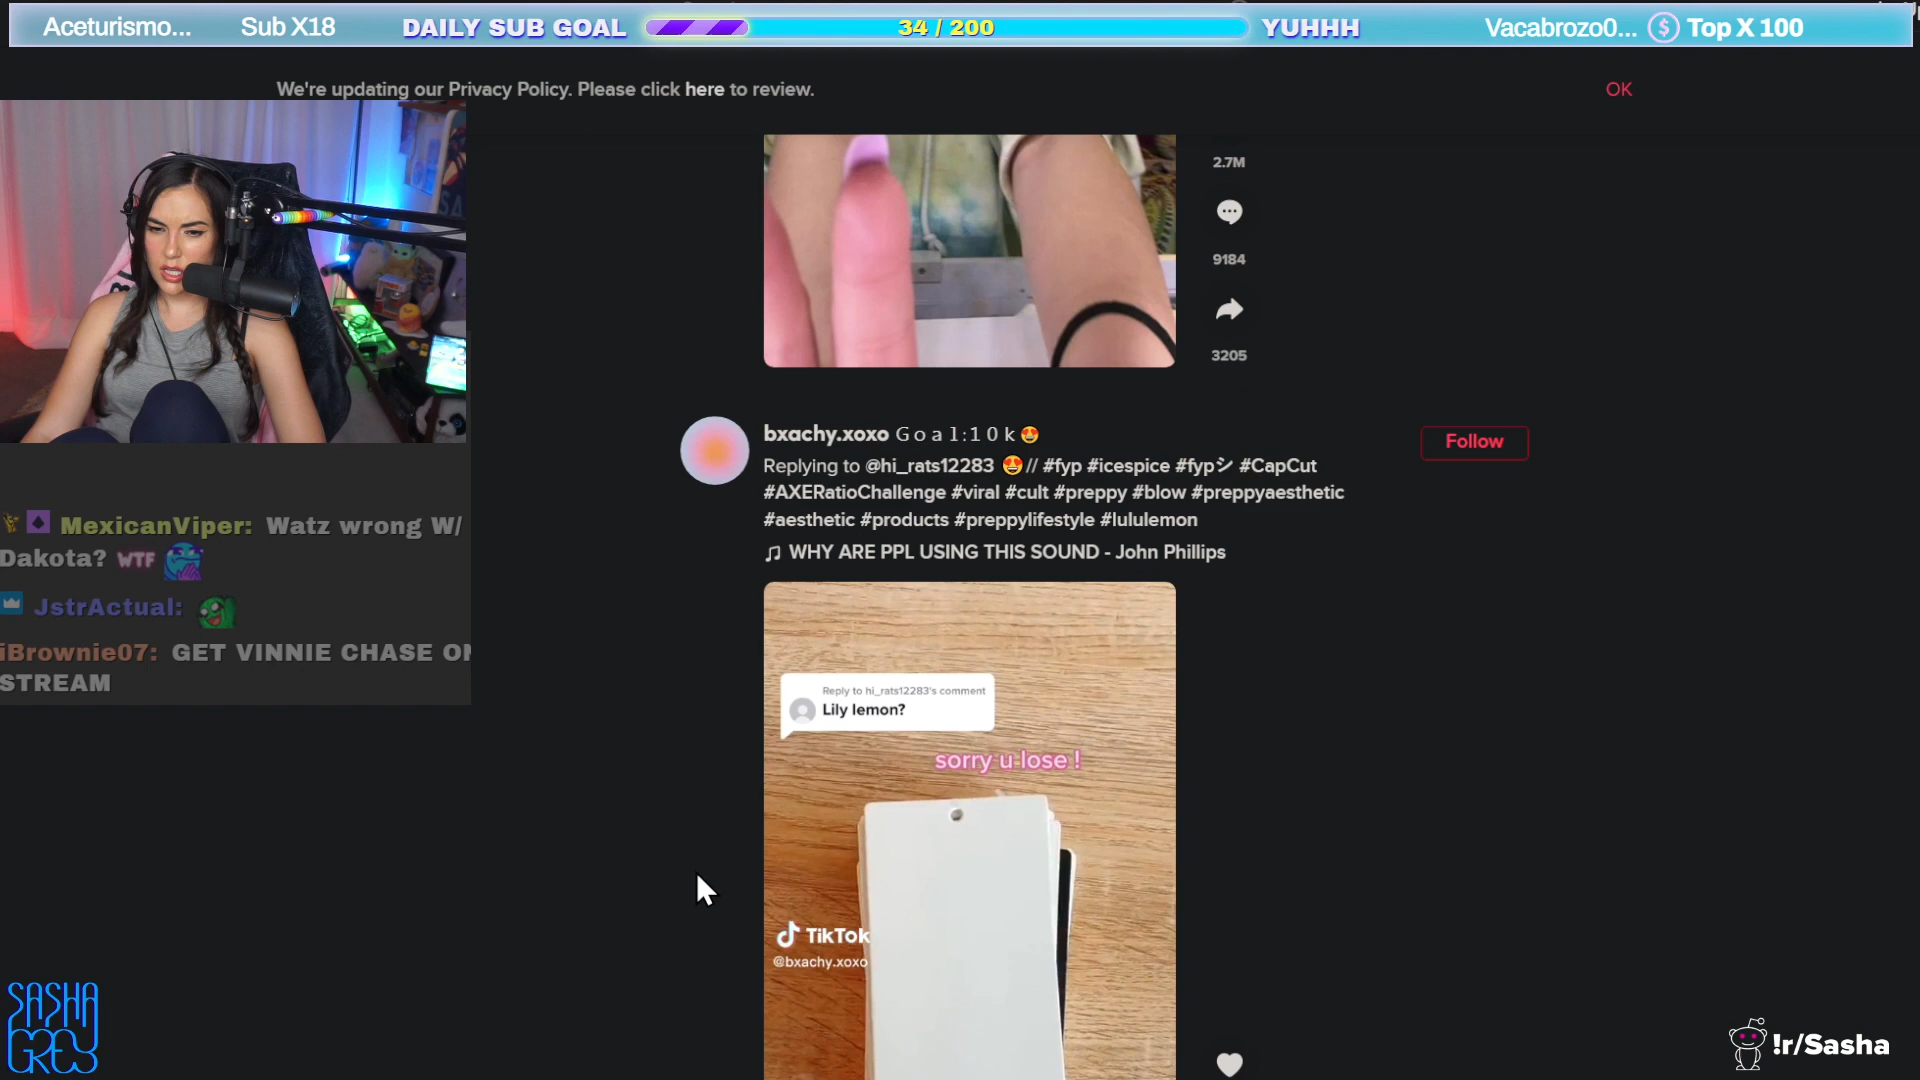 Aceturismo... Sub X18 DAILY SUB GOAL 34 / 200 YUHHH Vacabrozo0... $ Top X 100
We're updating our Privacy Policy. Please click here to review. OK
2.7M
9184
3205
bxachy.xoxo G o a l : 1 0 k 😍
Follow
Replying to @hi_rats12283 😍 // #fyp #icespice #fypシ #CapCut
#AXERatioChallenge #viral #cult #preppy #blow #preppyaesthetic
#aesthetic #products #preppylifestyle #lululemon
♫ WHY ARE PPL USING THIS SOUND - John Phillips
Reply to hi_rats12283's comment
Lily lemon?
sorry u lose !
TikTok
@bxachy.xoxo
MexicanViper: Watz wrong W/
Dakota? WTF
JstrActual:
iBrownie07: GET VINNIE CHASE ON
STREAM
SASHA
GREY
!r/Sasha